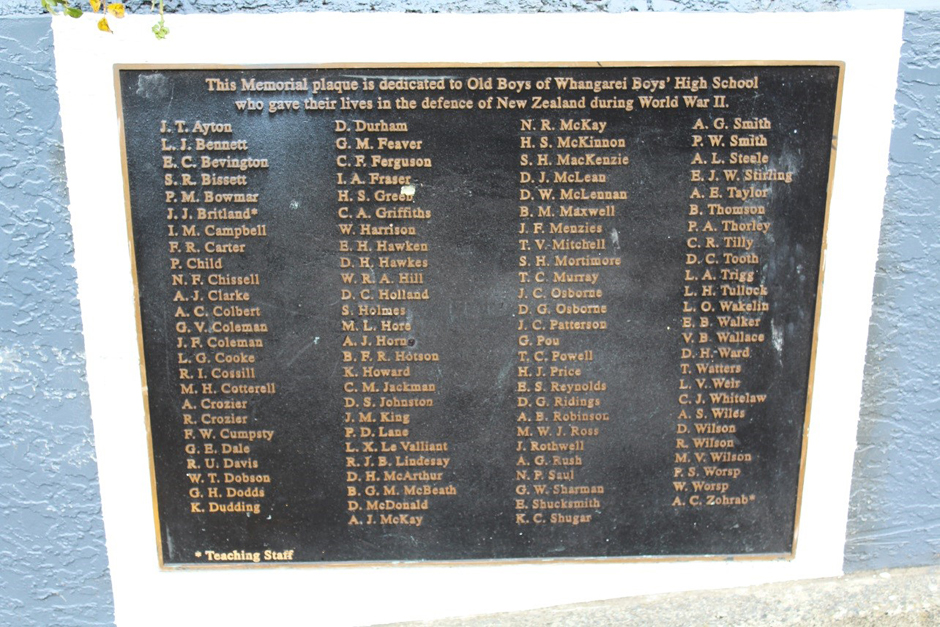 This Memorial plaque is dedicated to Old Boys of Whangarei Boys' High School
who gave their lives in the defence of New Zealand during World War II.
J. T. Ayton
L. J. Bennett
E. C. Bevington
S. R. Bissett
P. M. Bowmar
J. J. Britland*
I. M. Campbell
F. R. Carter
P. Child
N. F. Chissell
A. J. Clarke
A. C. Colbert
G. V. Coleman
J. F. Coleman
L. G. Cooke
R. I. Cossill
M. H. Cotterell
A. Crozier
R. Crozier
F. W. Cumpsty
G. E. Dale
R. U. Davis
W. T. Dobson
G. H. Dodds
K. Dudding
D. Durham
G. M. Feaver
C. F. Ferguson
I. A. Fraser
H. S. Green
C. A. Griffiths
W. Harrison
E. H. Hawken
D. H. Hawkes
W. R. A. Hill
D. C. Holland
S. Holmes
M. L. Hore
A. J. Horn
B. F. R. Hotson
K. Howard
C. M. Jackman
D. S. Johnston
J. M. King
P. D. Lane
L. X. Le Valliant
R. J. B. Lindesay
D. H. McArthur
B. G. M. McBeath
D. McDonald
A. J. McKay
N. R. McKay
H. S. McKinnon
S. H. MacKenzie
D. J. McLean
D. W. McLennan
B. M. Maxwell
J. F. Menzies
T. V. Mitchell
S. H. Mortimore
T. C. Murray
J. C. Osborne
D. G. Osborne
J. C. Patterson
G. Pou
T. C. Powell
H. J. Price
E. S. Reynolds
D. G. Ridings
A. B. Robinson
M. W. J. Ross
J. Rothwell
A. G. Rush
N. P. Saul
G. W. Sharman
E. Shucksmith
K. C. Shugar
A. G. Smith
P. W. Smith
A. L. Steele
E. J. W. Stirling
A. E. Taylor
B. Thomson
P. A. Thorley
C. R. Tilly
D. C. Tooth
L. A. Trigg
L. H. Tullock
L. O. Wakelin
E. B. Walker
V. B. Wallace
D. H. Ward
T. Watters
L. V. Weir
C. J. Whitelaw
A. S. Wiles
D. Wilson
R. Wilson
M. V. Wilson
P. S. Worsp
W. Worsp
A. C. Zohrab*
* Teaching Staff